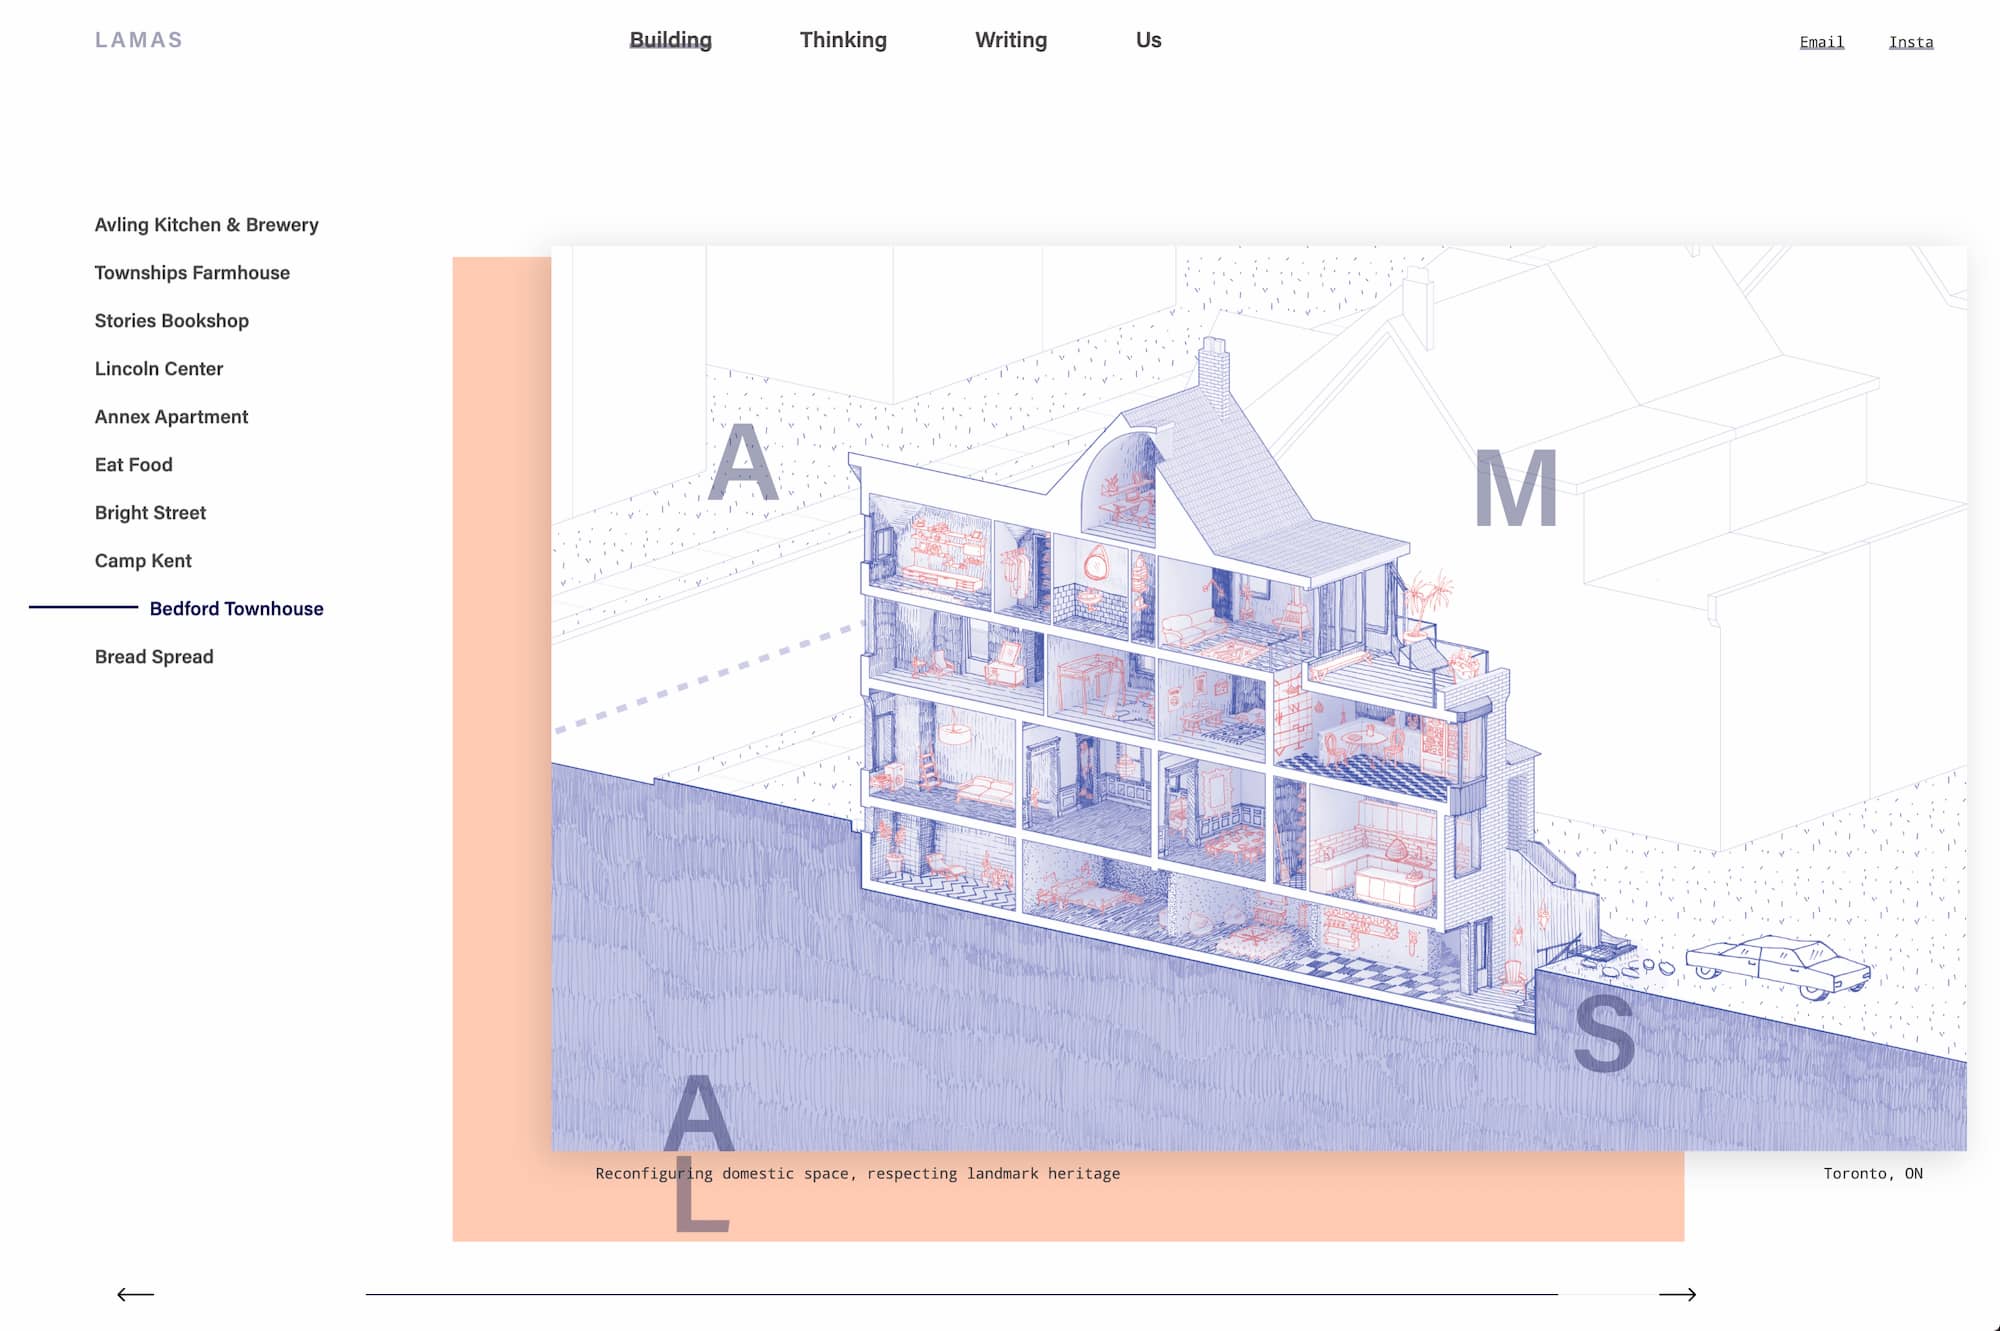 LAMAS
Building
Thinking
Writing
Us
Email
Insta
Avling Kitchen & Brewery
Townships Farmhouse
Stories Bookshop
Lincoln Center
Annex Apartment
Eat Food
Bright Street
Camp Kent
Bedford Townhouse
Bread Spread
A
M
S
A
L
Reconfiguring domestic space, respecting landmark heritage
Toronto, ON